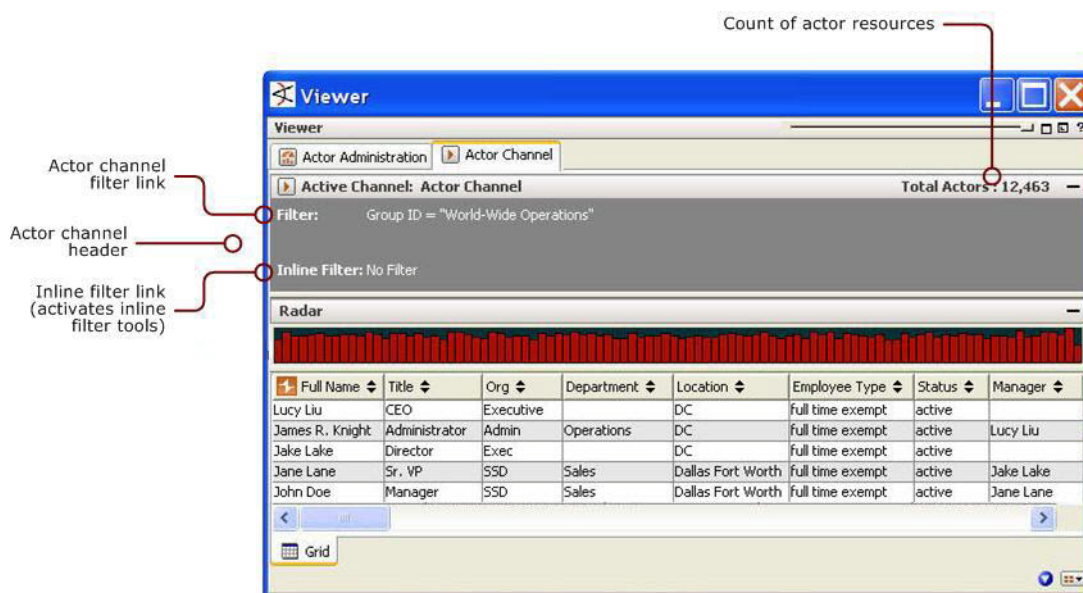 Count of actor resources
Viewer
Viewer
?
Actor Administration Actor Channel
Actor channel
filter link
Active Channel: Actor Channel Total Actors : 12,463
Filter: Group ID = "World-Wide Operations"
Actor channel
header
Inline Filter: No Filter
Inline filter link
(activates inline
filter tools)
Radar
Full Name Title Org Department Location Employee Type Status Manager
Lucy Liu CEO Executive DC full time exempt active
James R. Knight Administrator Admin Operations DC full time exempt active Lucy Liu
Jake Lake Director Exec DC full time exempt active
Jane Lane Sr. VP SSD Sales Dallas Fort Worth full time exempt active Jake Lake
John Doe Manager SSD Sales Dallas Fort Worth full time exempt active Jane Lane
Grid